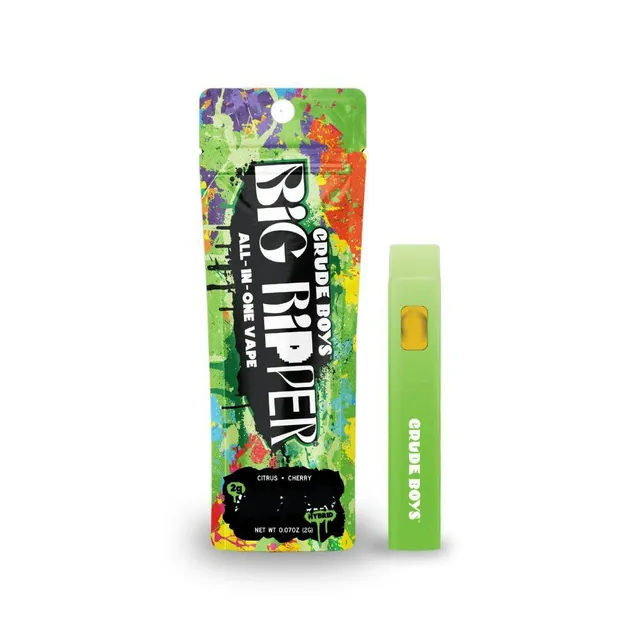 CRUDE BOYS
BiG RiPPER
ALL-IN-ONE VAPE
CITRUS • CHERRY
2g
HYBRID
NET WT 0.07OZ (2G)
CRUDE BOYS